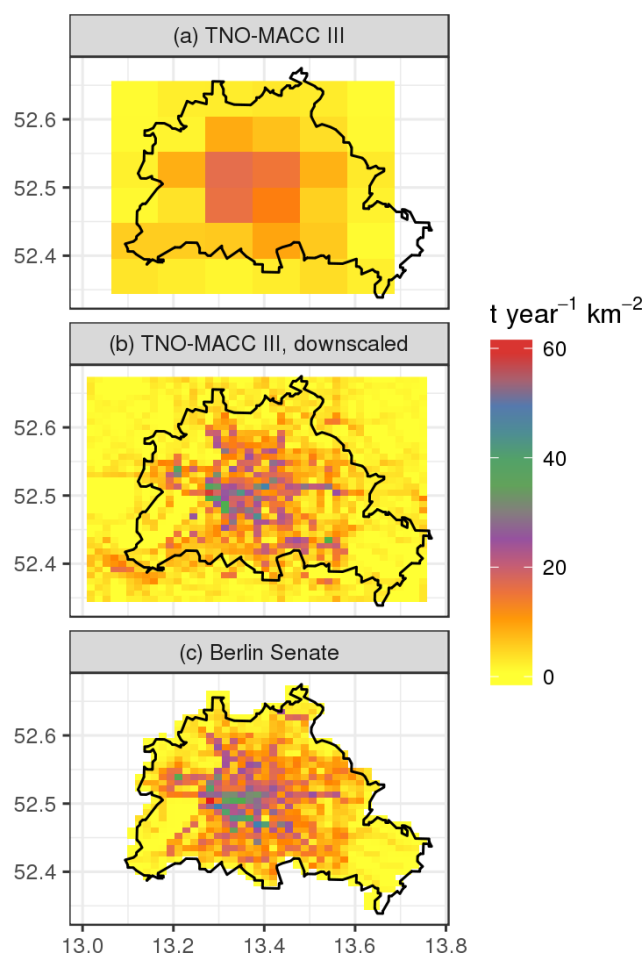 (a) TNO-MACC III
52.6
52.5
52.4
(b) TNO-MACC III, downscaled
52.6
52.5
52.4
(c) Berlin Senate
52.6
52.5
52.4
13.0 13.2 13.4 13.6 13.8
t year⁻¹ km⁻²
60
40
20
0